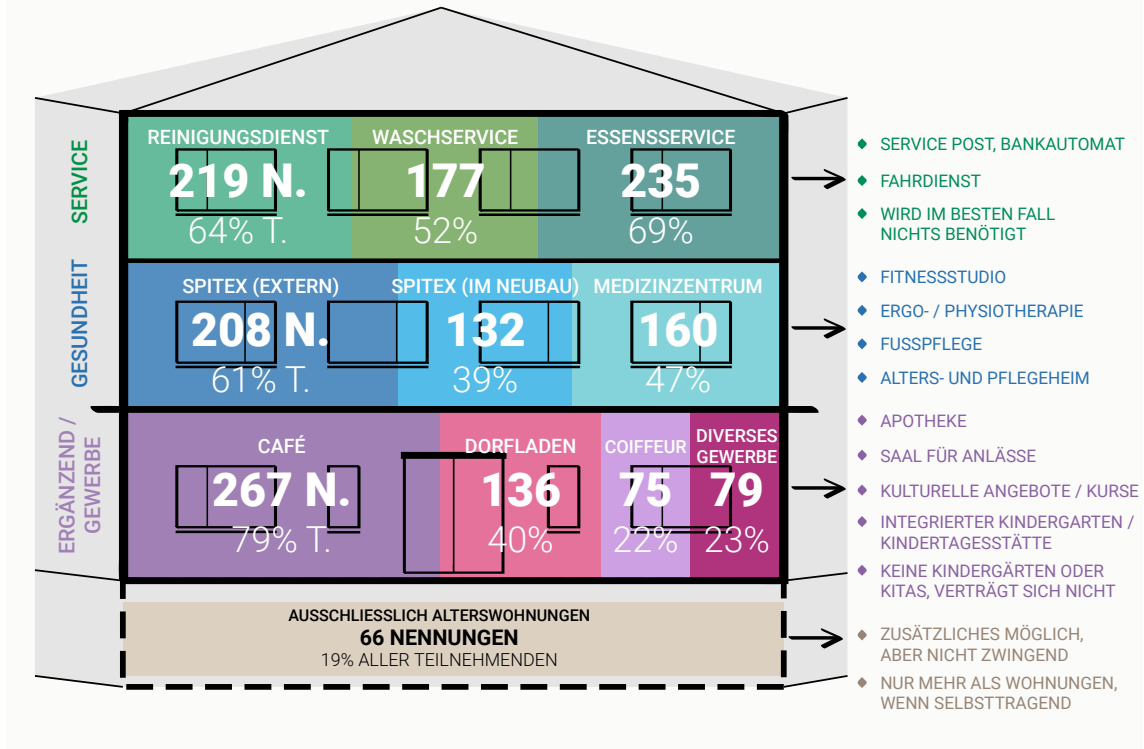 SERVICE
REINIGUNGSDIENST
219 N.
64% T.
WASCHSERVICE
177
52%
ESSENSSERVICE
235
69%
SERVICE POST, BANKAUTOMAT
FAHRDIENST
WIRD IM BESTEN FALL
NICHTS BENÖTIGT
GESUNDHEIT
SPITEX (EXTERN)
208 N.
61% T.
SPITEX (IM NEUBAU)
132
39%
MEDIZINZENTRUM
160
47%
FITNESSSTUDIO
ERGO- / PHYSIOTHERAPIE
FUSSPFLEGE
ALTERS- UND PFLEGEHEIM
ERGÄNZEND /
GEWERBE
CAFÉ
267 N.
79% T.
DORFLADEN
136
40%
COIFFEUR
75
22%
DIVERSES
GEWERBE
79
23%
APOTHEKE
SAAL FÜR ANLÄSSE
KULTURELLE ANGEBOTE / KURSE
INTEGRIERTER KINDERGARTEN /
KINDERTAGESSTÄTTE
KEINE KINDERGÄRTEN ODER
KITAS, VERTRÄGT SICH NICHT
AUSSCHLIESSLICH ALTERSWOHNUNGEN
66 NENNUNGEN
19% ALLER TEILNEHMENDEN
ZUSÄTZLICHES MÖGLICH,
ABER NICHT ZWINGEND
NUR MEHR ALS WOHNUNGEN,
WENN SELBSTTRAGEND